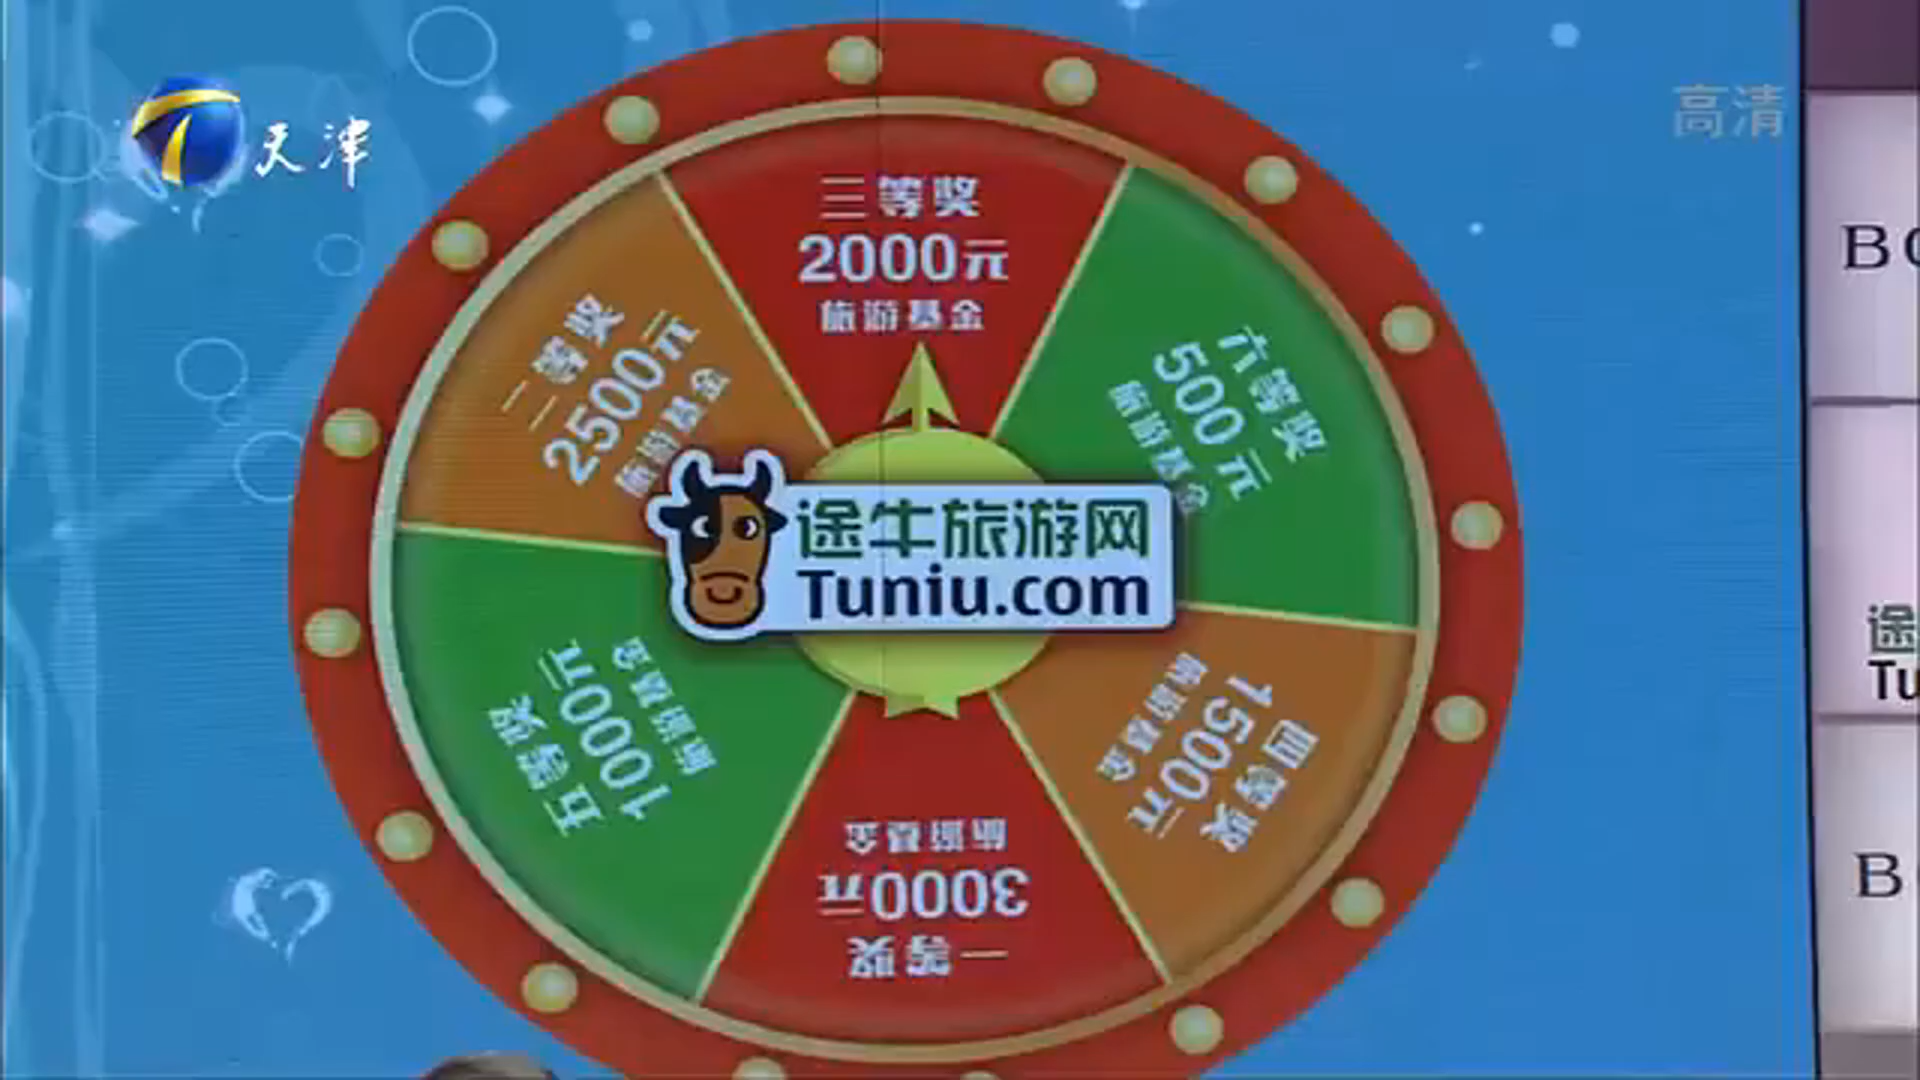 天津
高清
三等奖
2000元
旅游基金
六等奖
500元
旅游基金
二等奖
2500元
旅游基金
途牛旅游网
Tuniu.com
四等奖
1500元
旅游基金
五等奖
1000元
旅游基金
一等奖
3000元
旅游基金
B
途
Tu
B